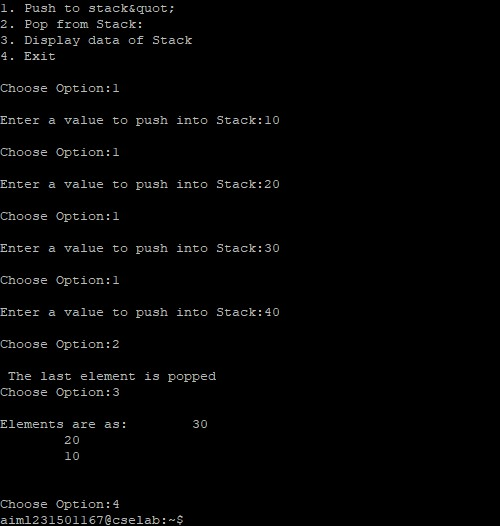 1. Push to stack&quot;
2. Pop from Stack:
3. Display data of Stack
4. Exit
Choose Option:1
Enter a value to push into Stack:10
Choose Option:1
Enter a value to push into Stack:20
Choose Option:1
Enter a value to push into Stack:30
Choose Option:1
Enter a value to push into Stack:40
Choose Option:2
The last element is popped
Choose Option:3
Elements are as: 30
20
10
Choose Option:4
aiml231501167@cselab:~$